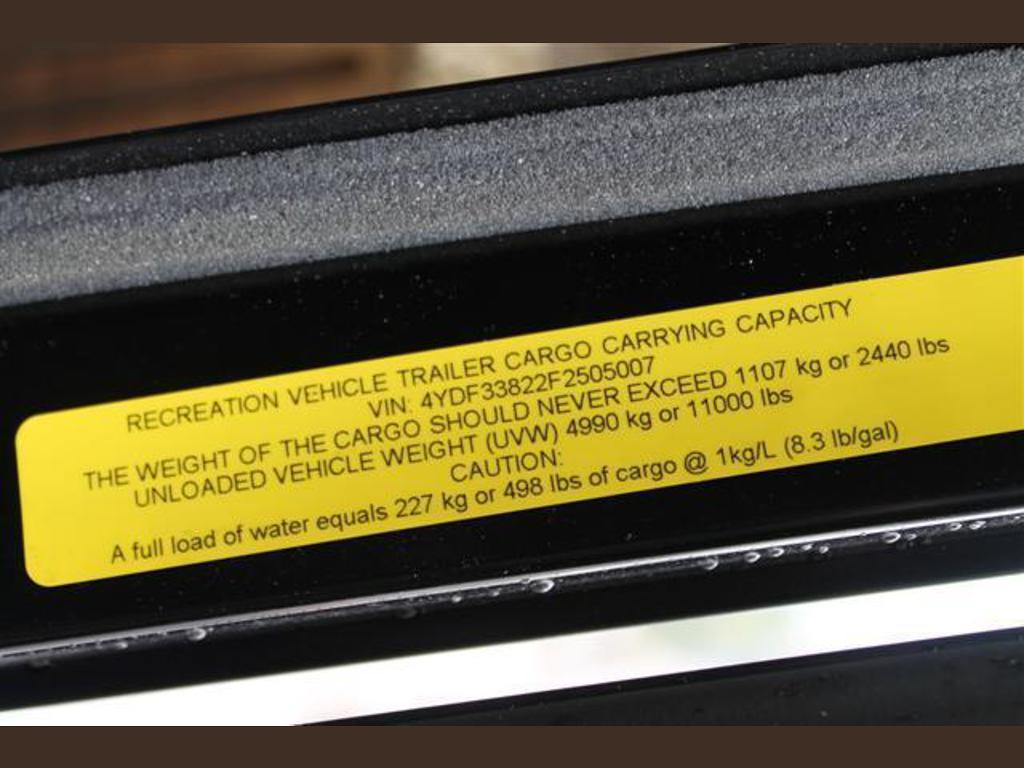 RECREATION VEHICLE TRAILER CARGO CARRYING CAPACITY
VIN: 4YDF33822F2505007
THE WEIGHT OF THE CARGO SHOULD NEVER EXCEED 1107 kg or 2440 lbs
UNLOADED VEHICLE WEIGHT (UVW) 4990 kg or 11000 lbs
CAUTION:
A full load of water equals 227 kg or 498 lbs of cargo @ 1kg/L (8.3 lb/gal)